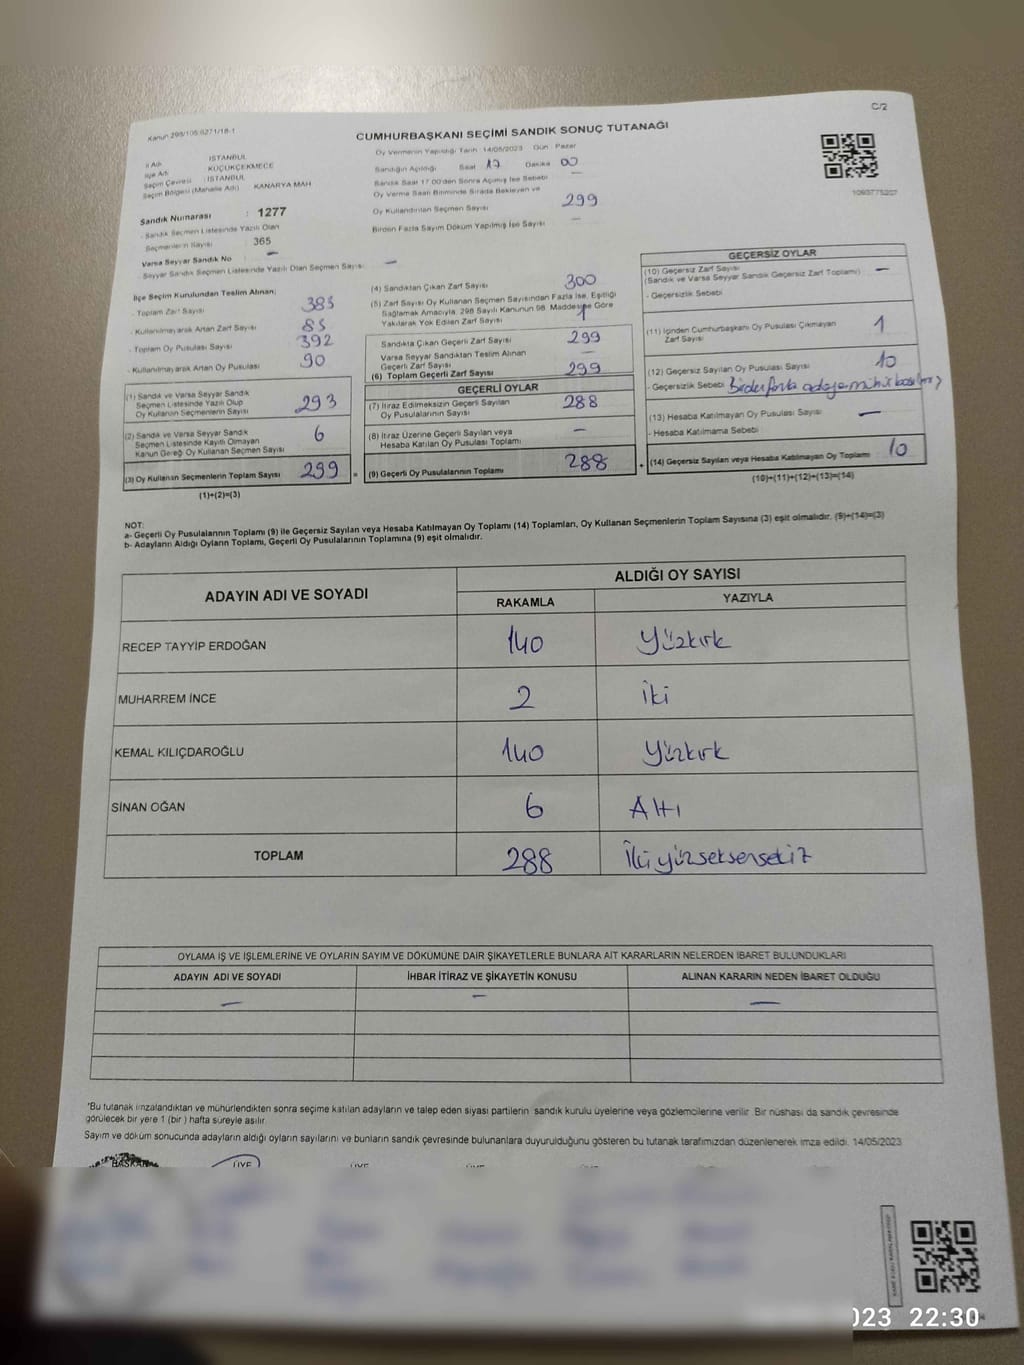 C/2
Kanun 298/105,6271/18-1
CUMHURBAŞKANI SEÇİMİ SANDIK SONUÇ TUTANAĞI
İl Adı : İSTANBUL
İlçe Adı : KÜÇÜKÇEKMECE
Seçim Çevresi : İSTANBUL
Seçim Bölgesi (Mahalle Adı) : KANARYA MAH
Sandık Numarası : 1277
- Sandık Seçmen Listesinde Yazılı Olan
Seçmenlerin Sayısı : 365
Varsa Seyyar Sandık No : —
- Seyyar Sandık Seçmen Listesinde Yazılı Olan Seçmen Sayısı : —
Oy Vermenin Yapıldığı Tarih : 14/05/2023 Gün : Pazar
Sandığın Açıldığı Saat 17 Dakika 00
Sandık Saat 17.00'den Sonra Açılmış İse Sebebi —
Oy Verme Saati Bitiminde Sırada Bekleyen ve
Oy Kullandırılan Seçmen Sayısı 299
Birden Fazla Sayım Döküm Yapılmış İse Sayısı —
1093775207
İlçe Seçim Kurulundan Teslim Alınan;
- Toplam Zarf Sayısı 383
- Kullanılmayarak Artan Zarf Sayısı 83
- Toplam Oy Pusulası Sayısı 392
- Kullanılmayarak Artan Oy Pusulası 90
(1) Sandık ve Varsa Seyyar Sandık
Seçmen Listesinde Yazılı Olup
Oy Kullanan Seçmenlerin Sayısı 293
(2) Sandık ve Varsa Seyyar Sandık
Seçmen Listesinde Kayıtlı Olmayan
Kanun Gereği Oy Kullanan Seçmen Sayısı 6
(3) Oy Kullanan Seçmenlerin Toplam Sayısı 299
(1)+(2)=(3)
(4) Sandıktan Çıkan Zarf Sayısı 300
(5) Zarf Sayısı Oy Kullanan Seçmen Sayısından Fazla İse, Eşitliği
Sağlamak Amacıyla, 298 Sayılı Kanunun 98. Maddesine Göre
Yakılarak Yok Edilen Zarf Sayısı 1
Sandıkta Çıkan Geçerli Zarf Sayısı 299
Varsa Seyyar Sandıktan Teslim Alınan
Geçerli Zarf Sayısı —
(6) Toplam Geçerli Zarf Sayısı 299
GEÇERLİ OYLAR
(7) İtiraz Edilmeksizin Geçerli Sayılan
Oy Pusulalarının Sayısı 288
(8) İtiraz Üzerine Geçerli Sayılan veya
Hesaba Katılan Oy Pusulası Toplamı —
= (9) Geçerli Oy Pusulalarının Toplamı 288
GEÇERSİZ OYLAR
(10) Geçersiz Zarf Sayısı
(Sandık ve Varsa Seyyar Sandık Geçersiz Zarf Toplamı) —
- Geçersizlik Sebebi
(11) İçinden Cumhurbaşkanı Oy Pusulası Çıkmayan
Zarf Sayısı 1
(12) Geçersiz Sayılan Oy Pusulası Sayısı 10
- Geçersizlik Sebebi Birden fazla adaya mühür basılmış
(13) Hesaba Katılmayan Oy Pusulası Sayısı —
- Hesaba Katılmama Sebebi
+ (14) Geçersiz Sayılan veya Hesaba Katılmayan Oy Toplamı 10
(10)+(11)+(12)+(13)=(14)
NOT:
a- Geçerli Oy Pusulalarının Toplamı (9) ile Geçersiz Sayılan veya Hesaba Katılmayan Oy Toplamı (14) Toplamları, Oy Kullanan Seçmenlerin Toplam Sayısına (3) eşit olmalıdır. (9)+(14)=(3)
b- Adayların Aldığı Oyların Toplamı, Geçerli Oy Pusulalarının Toplamına (9) eşit olmalıdır.
ADAYIN ADI VE SOYADI
ALDIĞI OY SAYISI
RAKAMLA YAZIYLA
RECEP TAYYİP ERDOĞAN 140 Yüzkırk
MUHARREM İNCE 2 İki
KEMAL KILIÇDAROĞLU 140 Yüzkırk
SİNAN OĞAN 6 Altı
TOPLAM 288 İkiyüzseksensekiz
OYLAMA İŞ VE İŞLEMLERİNE VE OYLARIN SAYIM VE DÖKÜMÜNE DAİR ŞİKAYETLERLE BUNLARA AİT KARARLARIN NELERDEN İBARET BULUNDUKLARI
ADAYIN ADI VE SOYADI İHBAR İTİRAZ VE ŞİKAYETİN KONUSU ALINAN KARARIN NEDEN İBARET OLDUĞU
— — —
*Bu tutanak imzalandıktan ve mühürlendikten sonra seçime katılan adayların ve talep eden siyasi partilerin sandık kurulu üyelerine veya gözlemcilerine verilir. Bir nüshası da sandık çevresinde
görülecek bir yere 1 (bir) hafta süreyle asılır.
Sayım ve döküm sonucunda adayların aldığı oyların sayılarını ve bunların sandık çevresinde bulunanlara duyurulduğunu gösteren bu tutanak tarafımızdan düzenlenerek imza edildi. 14/05/2023
BAŞKAN ÜYE ÜYE ÜYE
023 22:30